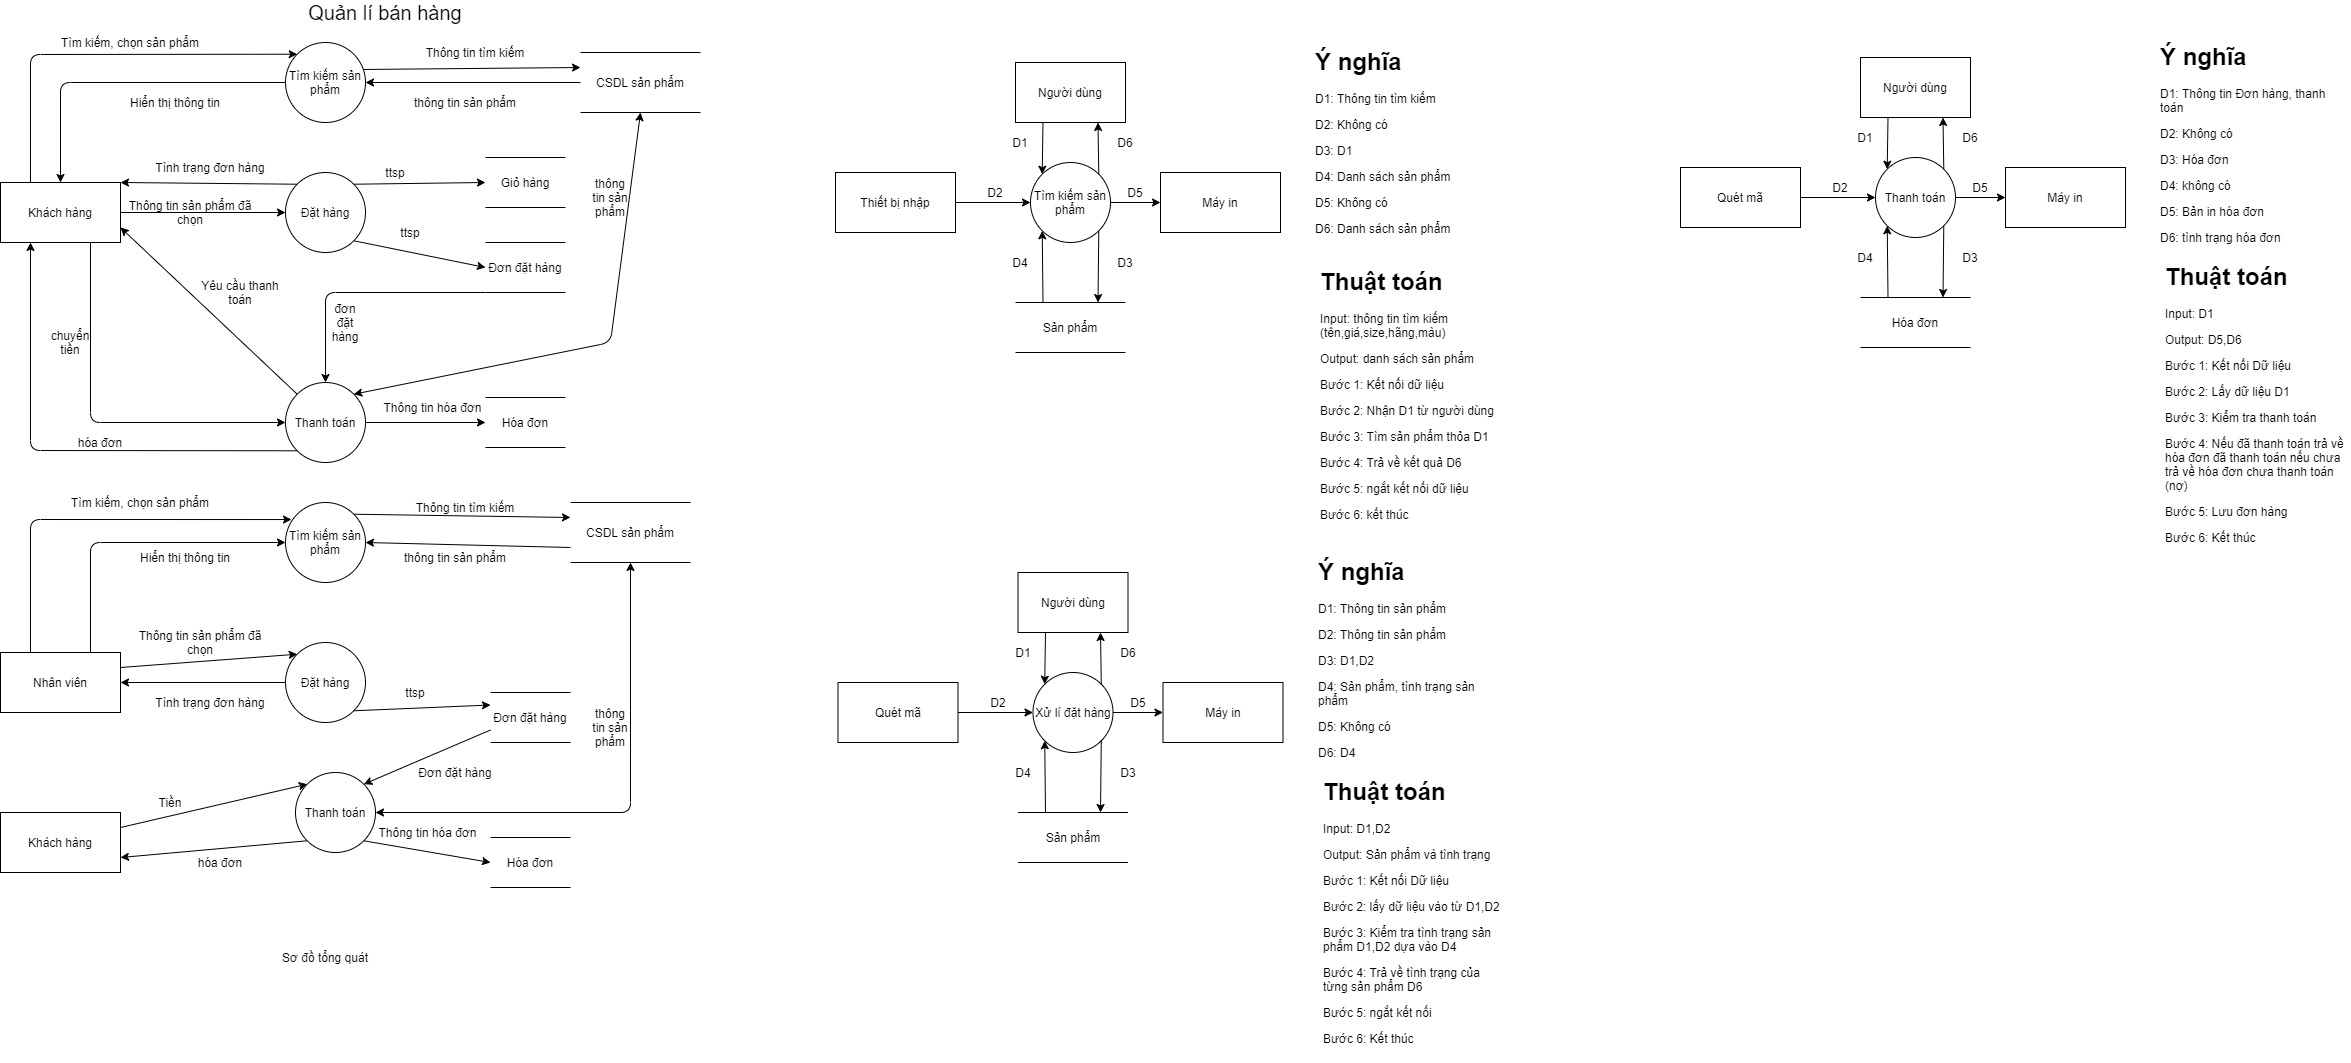 Quản lí bán hàng
Tìm kiếm, chọn sản phẩm
Tìm kiếm sản
phẩm
Thông tin tìm kiếm
CSDL sản phẩm
Hiển thị thông tin
thông tin sản phẩm
Tình trạng đơn hàng
ttsp
Giỏ hàng
thông
tin sản
phẩm
Khách hàng
Thông tin sản phẩm đã
chọn
Đặt hàng
ttsp
Đơn đặt hàng
Yêu cầu thanh
toán
đơn
đặt
hàng
chuyển
tiền
Thanh toán
Thông tin hóa đơn
Hóa đơn
hóa đơn
Tìm kiếm, chọn sản phẩm
Tìm kiếm sản
phẩm
Thông tin tìm kiếm
CSDL sản phẩm
Hiển thị thông tin
thông tin sản phẩm
Thông tin sản phẩm đã
chọn
Nhân viên
Đặt hàng
Tình trạng đơn hàng
ttsp
Đơn đặt hàng
thông
tin sản
phẩm
Đơn đặt hàng
Tiền
Thanh toán
Khách hàng
Thông tin hóa đơn
Hóa đơn
hóa đơn
Sơ đồ tổng quát
Người dùng
D1
D6
Thiết bị nhập
D2
Tìm kiếm sản
phẩm
D5
Máy in
D4
D3
Sản phẩm
Ý nghĩa
D1: Thông tin tìm kiếm
D2: Không có
D3: D1
D4: Danh sách sản phẩm
D5: Không có
D6: Danh sách sản phẩm
Thuật toán
Input: thông tin tìm kiếm
(tên,giá,size,hãng,màu)
Output: danh sách sản phẩm
Bước 1: Kết nối dữ liệu
Bước 2: Nhận D1 từ người dùng
Bước 3: Tìm sản phẩm thỏa D1
Bước 4: Trả về kết quả D6
Bước 5: ngắt kết nối dữ liệu
Bước 6: kết thúc
Người dùng
D1
D6
Quét mã
D2
Xử lí đặt hàng
D5
Máy in
D4
D3
Sản phẩm
Ý nghĩa
D1: Thông tin sản phẩm
D2: Thông tin sản phẩm
D3: D1,D2
D4: Sản phẩm, tình trạng sản
phẩm
D5: Không có
D6: D4
Thuật toán
Input: D1,D2
Output: Sản phẩm và tình trạng
Bước 1: Kết nối Dữ liệu
Bước 2: lấy dữ liệu vào từ D1,D2
Bước 3: Kiểm tra tình trạng sản
phẩm D1,D2 dựa vào D4
Bước 4: Trả về tình trạng của
từng sản phẩm D6
Bước 5: ngắt kết nối
Bước 6: Kết thúc
Người dùng
D1
D6
Quét mã
D2
Thanh toán
D5
Máy in
D4
D3
Hóa đơn
Ý nghĩa
D1: Thông tin Đơn hàng, thanh
toán
D2: Không có
D3: Hóa đơn
D4: không có
D5: Bản in hóa đơn
D6: tình trạng hóa đơn
Thuật toán
Input: D1
Output: D5,D6
Bước 1: Kết nối Dữ liệu
Bước 2: Lấy dữ liệu D1
Bước 3: Kiểm tra thanh toán
Bước 4: Nếu đã thanh toán trả về
hóa đơn đã thanh toán nếu chưa
trả về hóa đơn chưa thanh toán
(nợ)
Bước 5: Lưu đơn hàng
Bước 6: Kết thúc